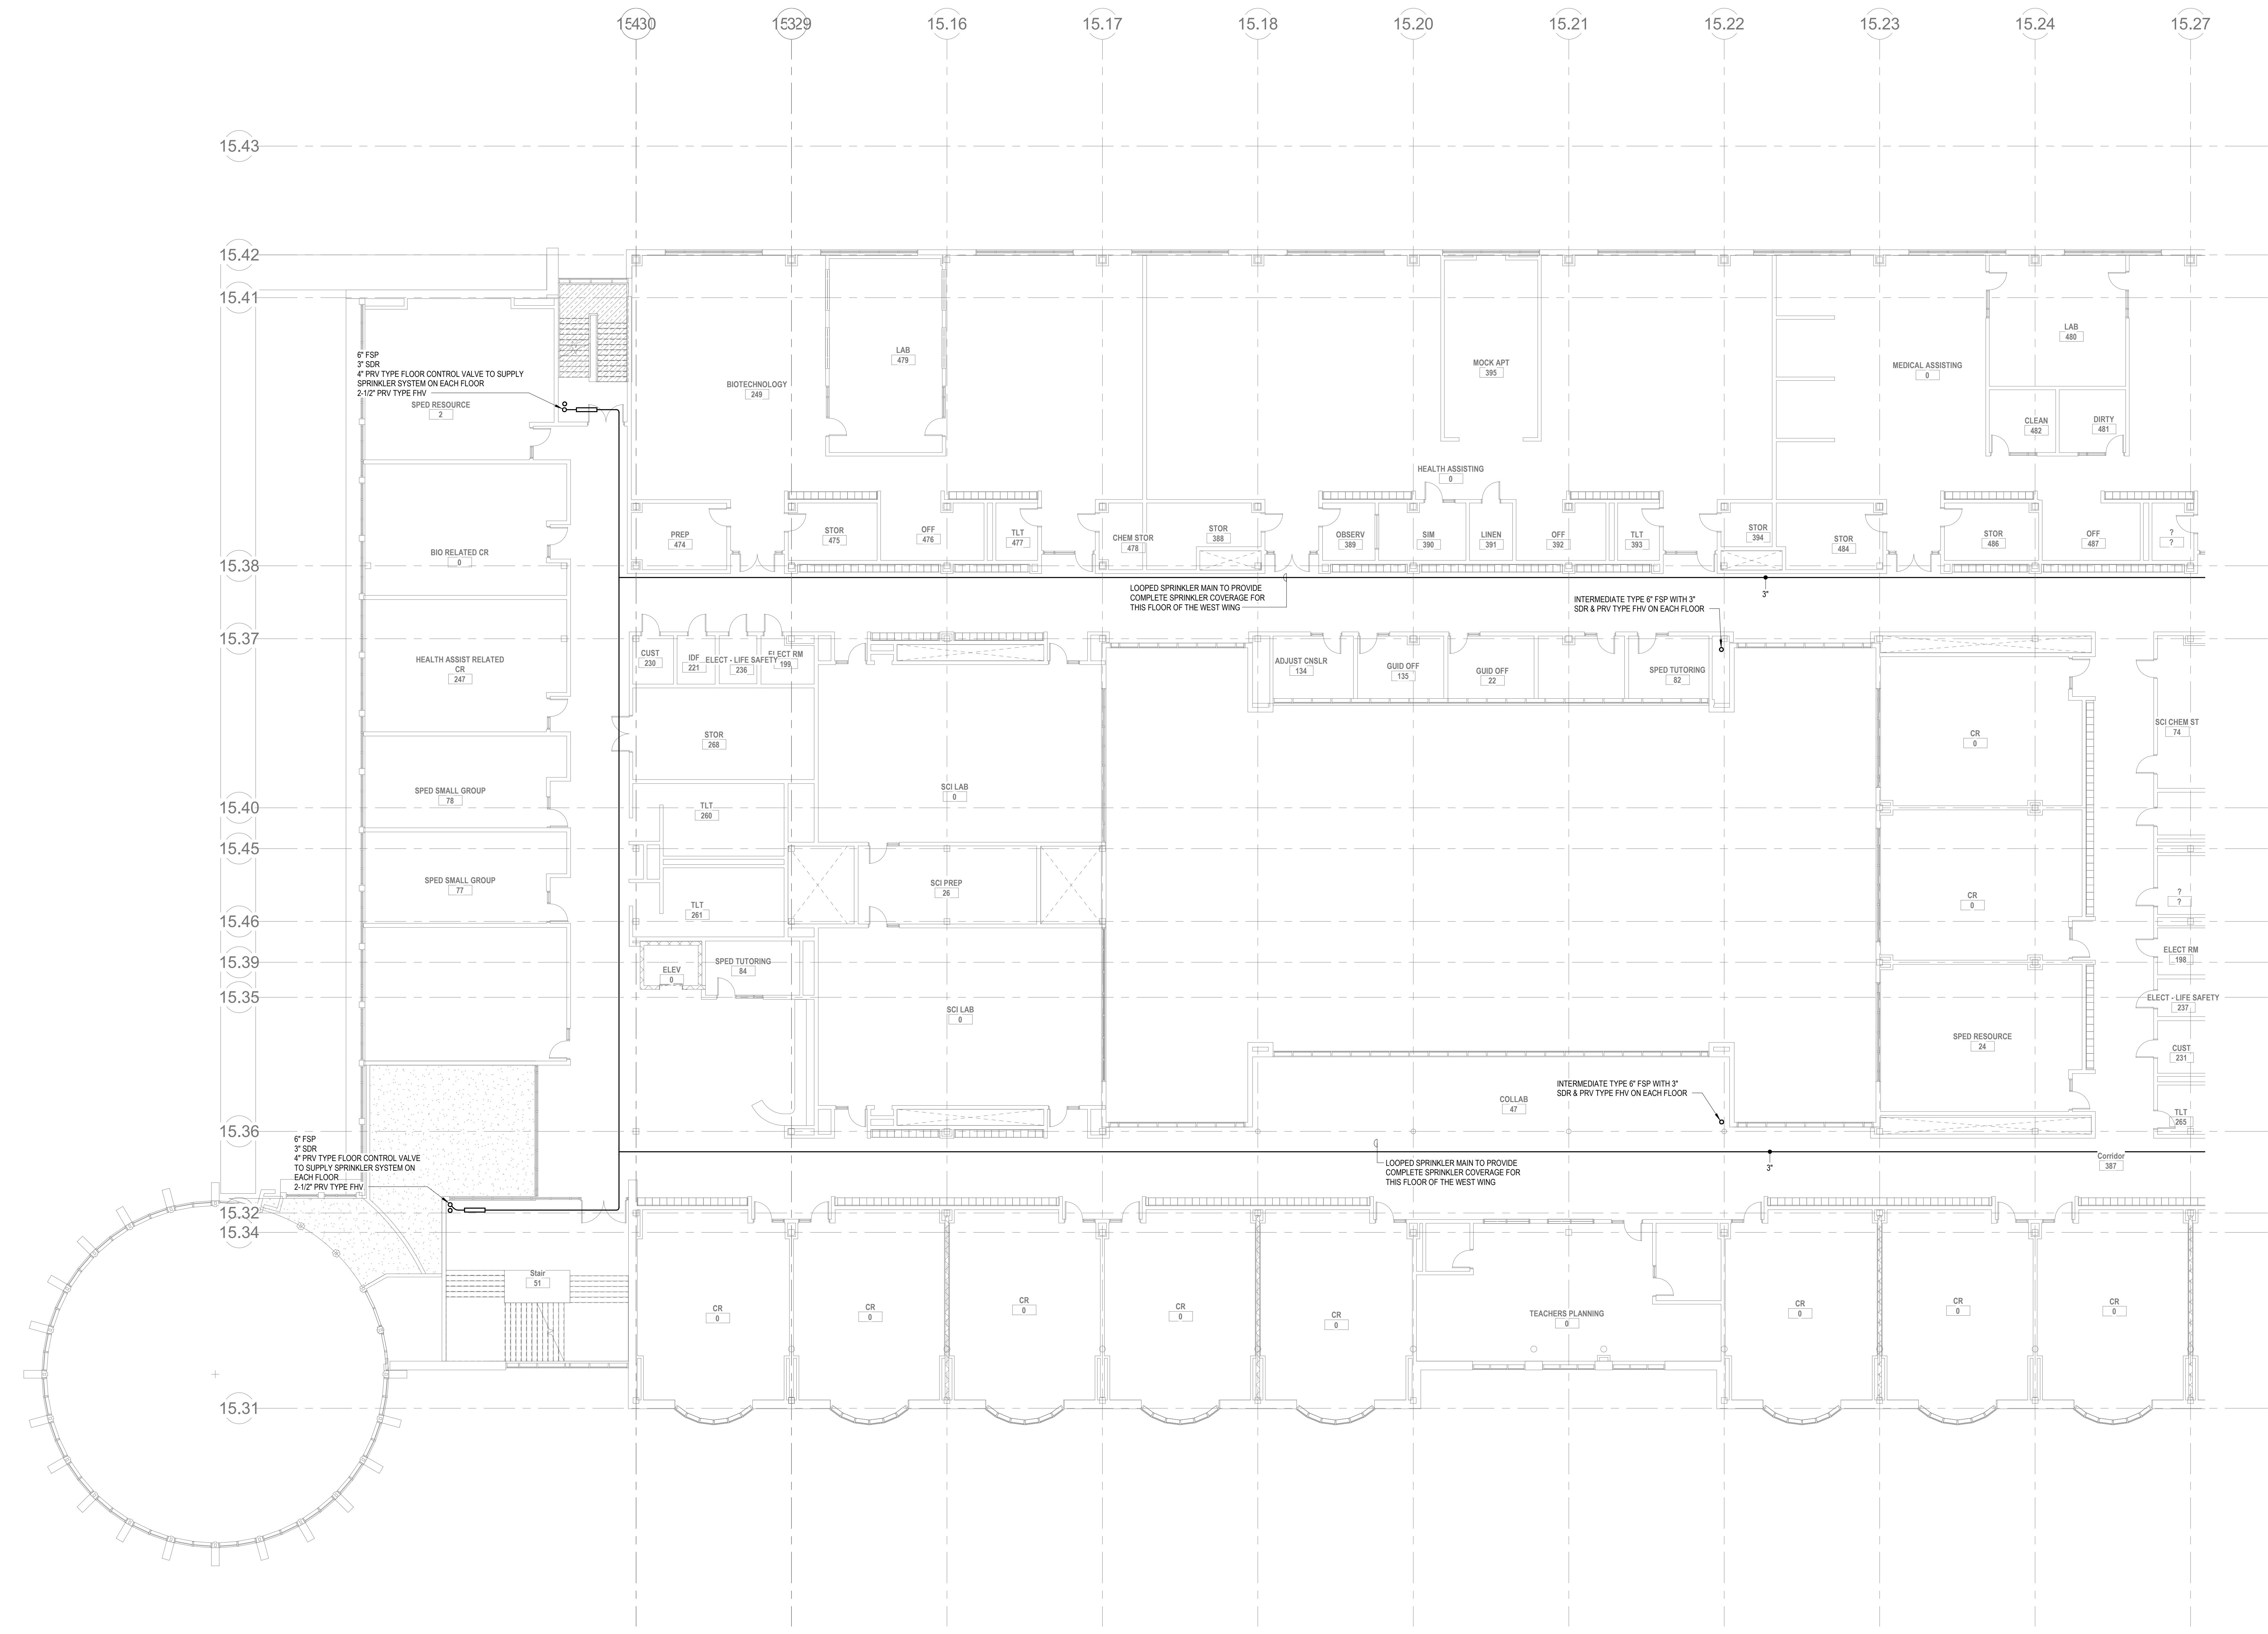 15.16
15.17
15.18
15.20
15.21
15.22
15.23
15.24
15.27
15.43
15.42
15.41
LAB
479
LAB
480
MOCK APT
395
MEDICAL ASSISTING
0
6" FSP
3" SDR
4" PRV TYPE FLOOR CONTROL VALVE TO SUPPLY
SPRINKLER SYSTEM ON EACH FLOOR
2-1/2" PRV TYPE FHV
BIOTECHNOLOGY
249
SPED RESOURCE
2
CLEAN
482
DIRTY
481
HEALTH ASSISTING
0
PREP
474
STOR
475
OFF
476
TLT
477
CHEM STOR
478
STOR
388
OBSERV
389
SIM
390
LINEN
391
OFF
392
TLT
393
STOR
394
STOR
484
STOR
486
OFF
487
?
?
BIO RELATED CR
0
15.38
LOOPED SPRINKLER MAIN TO PROVIDE
COMPLETE SPRINKLER COVERAGE FOR
THIS FLOOR OF THE WEST WING
3"
INTERMEDIATE TYPE 6" FSP WITH 3"
SDR & PRV TYPE FHV ON EACH FLOOR
15.37
HEALTH ASSIST RELATED
CR
247
CUST
230
IDF
221
ELECT - LIFE SAFETY
236
ELECT RM
199
ADJUST CNSLR
134
GUID OFF
135
GUID OFF
22
SPED TUTORING
82
SCI CHEM ST
74
STOR
268
CR
0
SPED SMALL GROUP
78
SCI LAB
0
15.40
TLT
260
15.45
SPED SMALL GROUP
77
SCI PREP
26
CR
0
?
?
TLT
261
15.46
15.39
ELEV
0
SPED TUTORING
84
ELECT RM
198
15.35
SCI LAB
0
ELECT - LIFE SAFETY
237
SPED RESOURCE
24
CUST
231
INTERMEDIATE TYPE 6" FSP WITH 3"
SDR & PRV TYPE FHV ON EACH FLOOR
COLLAB
47
TLT
265
15.36
6" FSP
3" SDR
4" PRV TYPE FLOOR CONTROL VALVE
TO SUPPLY SPRINKLER SYSTEM ON
EACH FLOOR
2-1/2" PRV TYPE FHV
LOOPED SPRINKLER MAIN TO PROVIDE
COMPLETE SPRINKLER COVERAGE FOR
THIS FLOOR OF THE WEST WING
3"
Corridor
387
15.32
15.34
Stair
51
CR
0
CR
0
CR
0
CR
0
CR
0
TEACHERS PLANNING
0
CR
0
CR
0
CR
0
15.31